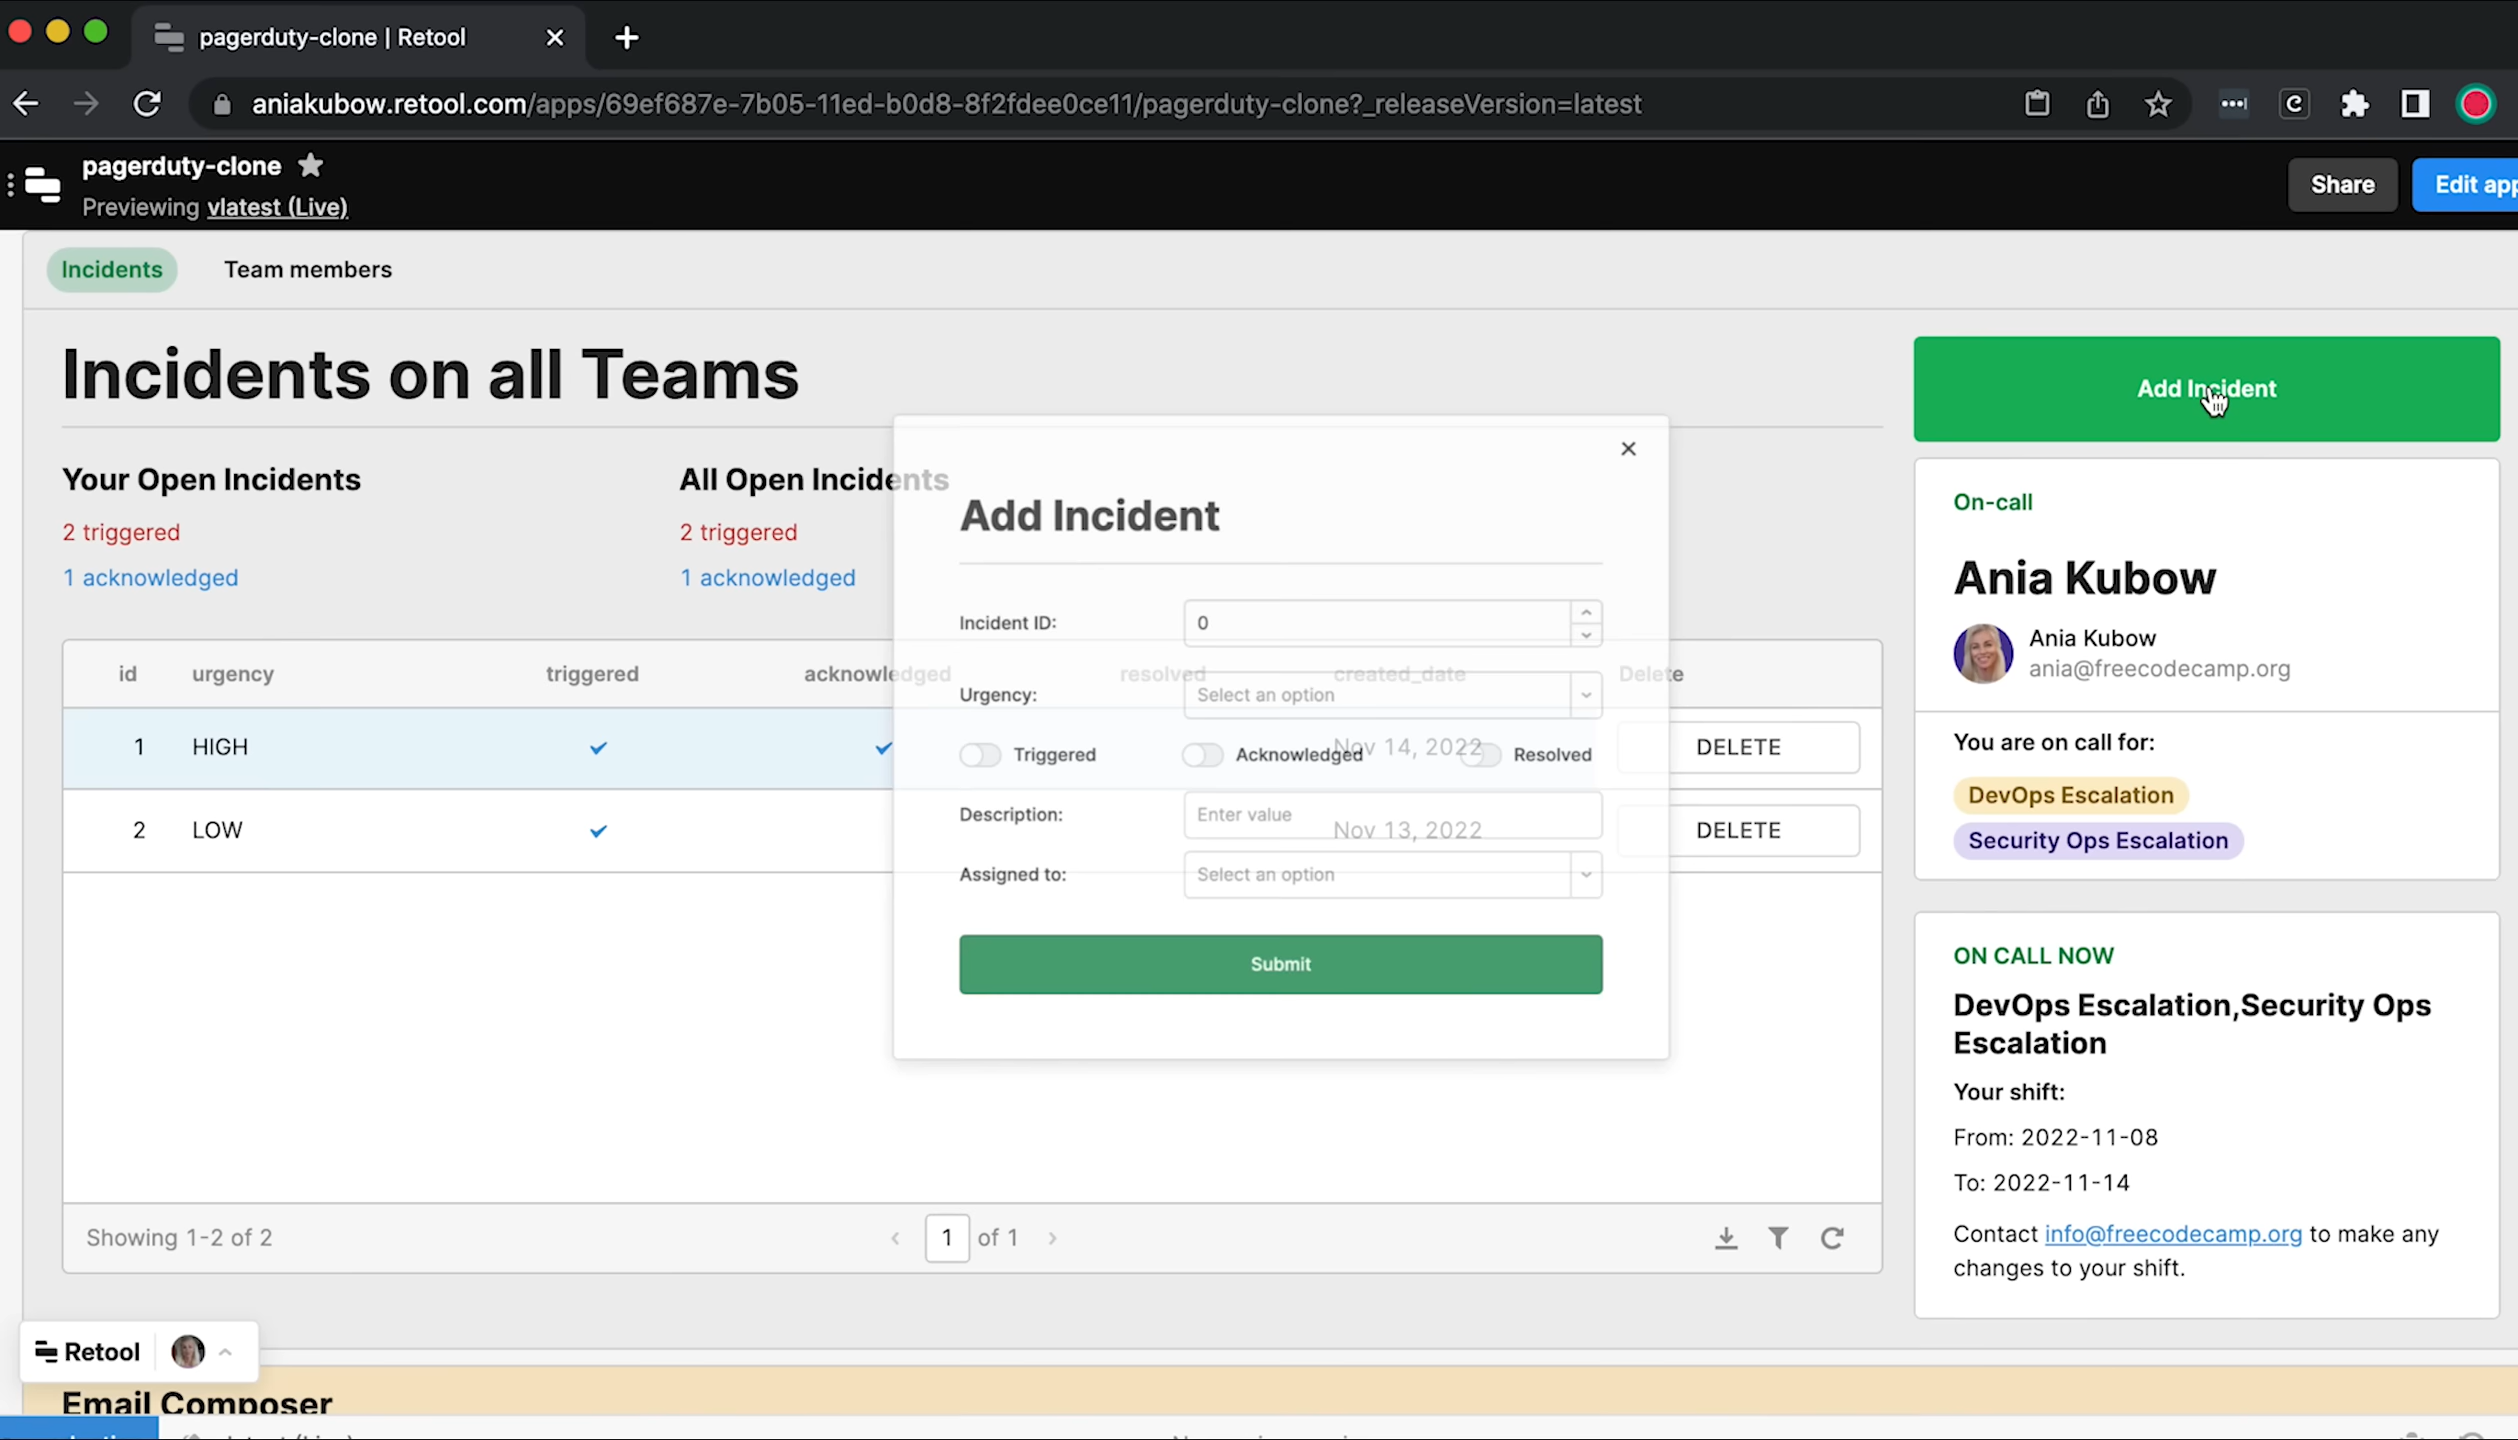 pagerduty-clone | Retool
aniakubow.retool.com/apps/69ef687e-7b05-11ed-b0d8-8f2fdee0ce11/pagerduty-clone?_releaseVersion=latest
pagerduty-clone
Previewing vlatest (Live)
Share
Edit app
Incidents
Team members
Incidents on all Teams
Your Open Incidents
2 triggered
1 acknowledged
All Open Incidents
2 triggered
1 acknowledged
id urgency triggered acknowledged resolved created_date Delete
1 HIGH Nov 14, 2022 DELETE
2 LOW Nov 13, 2022 DELETE
Showing 1-2 of 2
1 of 1
Add Incident
Incident ID: 0
Urgency: Select an option
Triggered Acknowledged Resolved
Description: Enter value
Assigned to: Select an option
Submit
Add Incident
On-call
Ania Kubow
Ania Kubow
ania@freecodecamp.org
You are on call for:
DevOps Escalation
Security Ops Escalation
ON CALL NOW
DevOps Escalation,Security Ops
Escalation
Your shift:
From: 2022-11-08
To: 2022-11-14
Contact info@freecodecamp.org to make any
changes to your shift.
Retool
Email Composer